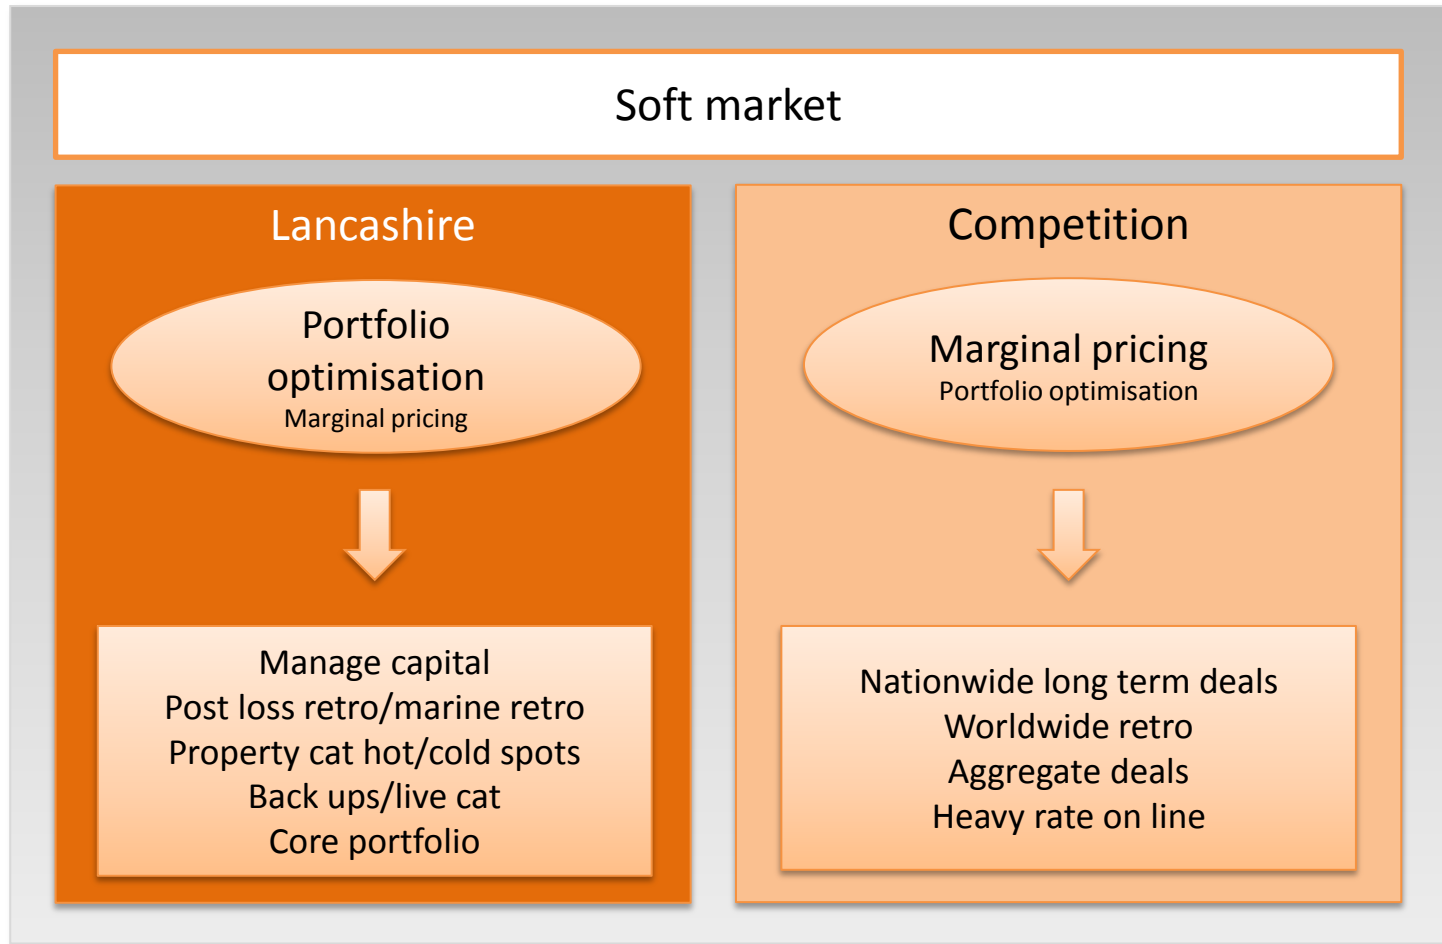 Soft market
Lancashire
Portfolio
optimisation
Marginal pricing
Manage capital
Post loss retro/marine retro
Property cat hot/cold spots
Back ups/live cat
Core portfolio
Competition
Marginal pricing
Portfolio optimisation
Nationwide long term deals
Worldwide retro
Aggregate deals
Heavy rate on line